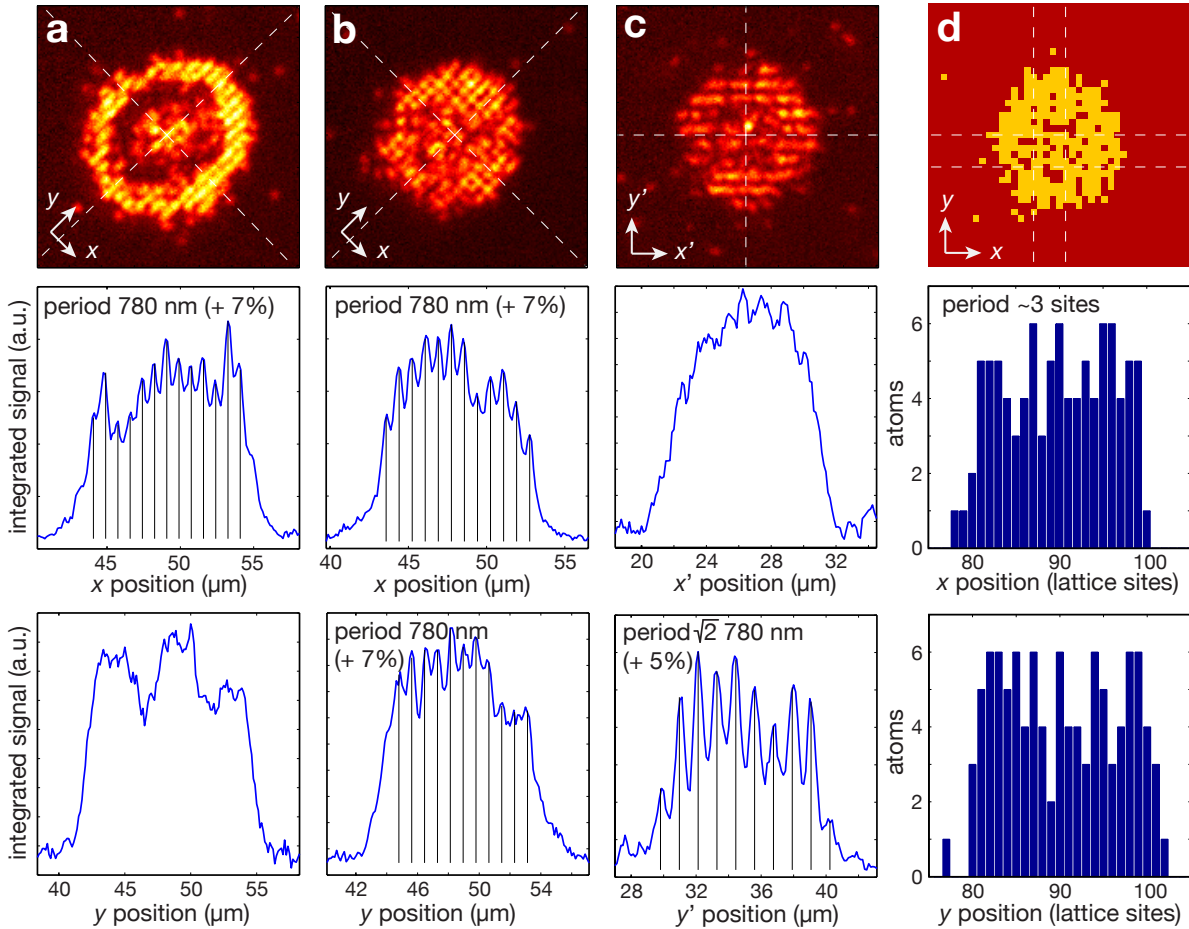 a
b
c
d
y
x
y
x
y'
x'
y
x
integrated signal (a.u.)
period 780 nm (+ 7%)
45
50
55
x position (µm)
period 780 nm (+ 7%)
40
45
50
55
x position (µm)
20
24
28
32
x' position (µm)
atoms
period ~3 sites
6
4
2
0
80
90
100
x position (lattice sites)
integrated signal (a.u.)
40
45
50
55
y position (µm)
period 780 nm
(+ 7%)
42
46
50
54
y position (µm)
period √2 780 nm
(+ 5%)
28
32
36
40
y' position (µm)
atoms
6
4
2
0
80
90
100
y position (lattice sites)